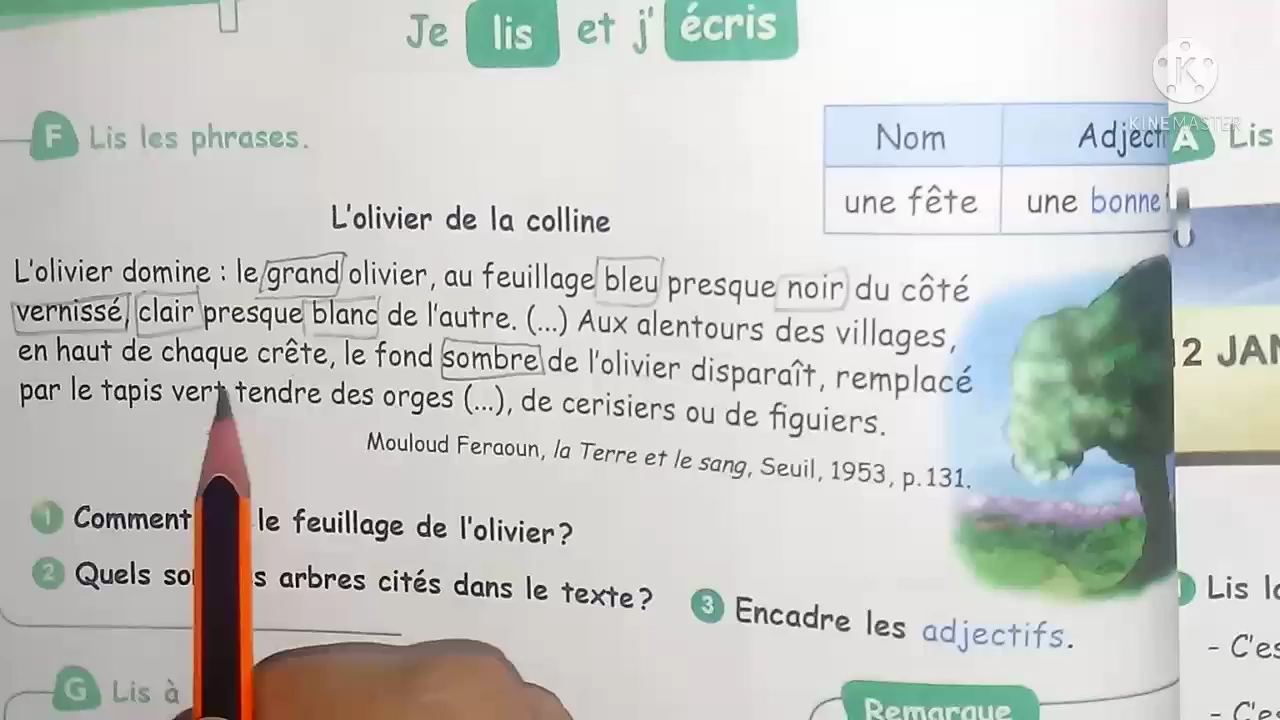 Je lis et j' écris
F Lis les phrases.
Nom
une fête une bonne
L'olivier de la colline
L'olivier domine : le grand olivier, au feuillage bleu presque noir du côté
vernissé, clair presque blanc de l'autre. (...) Aux alentours des villages,
en haut de chaque crête, le fond sombre de l'olivier disparaît, remplacé
par le tapis vert tendre des orges (...), de cerisiers ou de figuiers.
Mouloud Feraoun, la Terre et le sang, Seuil, 1953, p.131.
1 Comment le feuillage de l'olivier ?
2 Quels arbres cités dans le texte ?
3 Encadre les adjectifs.
G Lis à
Remarque
K
KINEMASTER
A Lis
2 JAN
Lis
- C'es